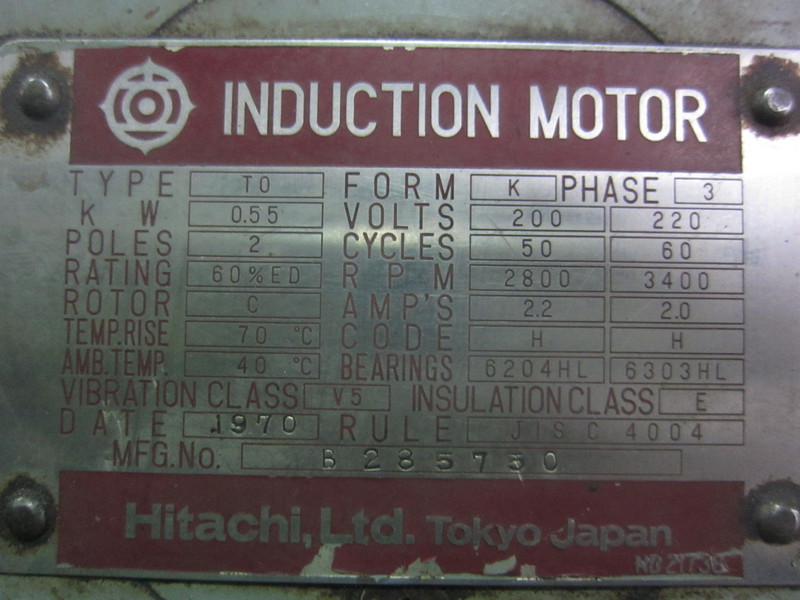 INDUCTION MOTOR
TYPE TO FORM K PHASE 3
KW 0.55 VOLTS 200 220
POLES 2 CYCLES 50 60
RATING 60%ED RPM 2800 3400
ROTOR C AMP'S 2.2 2.0
TEMP.RISE 70 °C CODE H H
AMB.TEMP. 40 °C BEARINGS 6204HL 6303HL
VIBRATION CLASS V5 INSULATION CLASS E
DATE 1970 RULE JIS C 4004
MFG.No. B285730
Hitachi,Ltd. Tokyo Japan